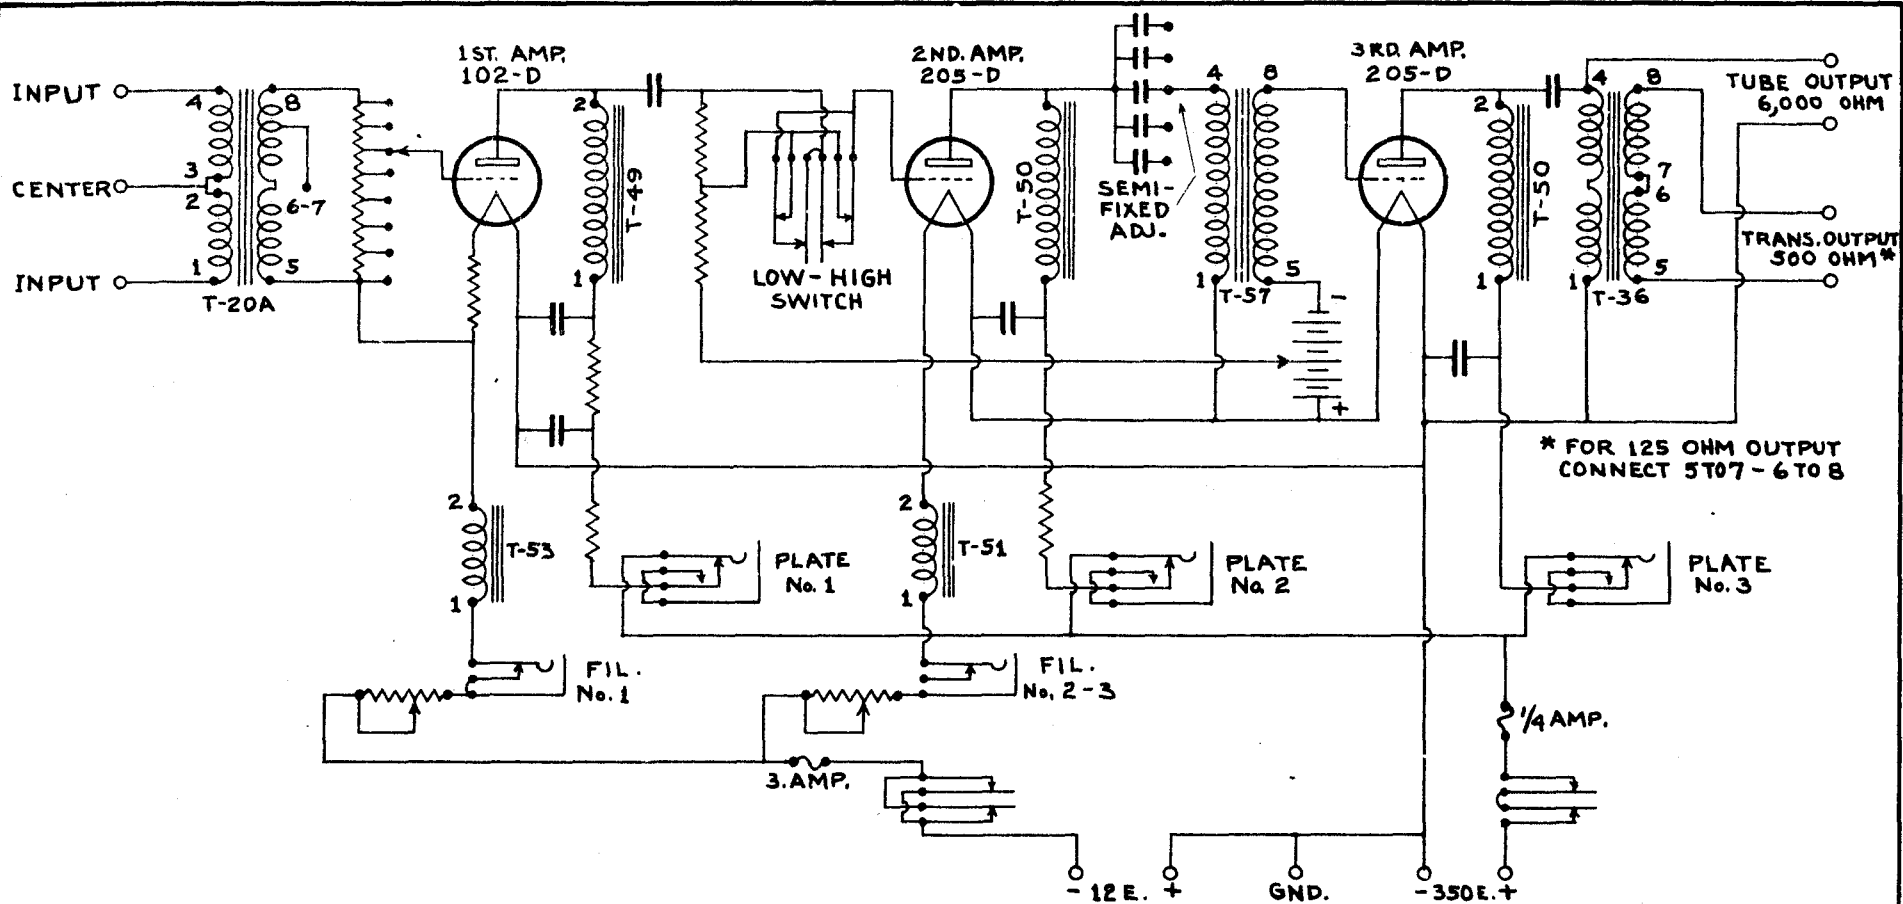 1ST. AMP.
102-D
2ND. AMP.
205-D
3RD. AMP.
205-D
INPUT
4
8
3
CENTER
2
6-7
1
5
INPUT
T-20A
2
T-49
1
LOW-HIGH
SWITCH
T-50
SEMI-
FIXED
ADJ.
4
8
1
5
T-57
-
+
2
T-50
1
4
8
7
6
1
5
T-36
TUBE OUTPUT
6,000 OHM
TRANS. OUTPUT
500 OHM*
* FOR 125 OHM OUTPUT
CONNECT 5 TO 7 - 6 TO 8
2
T-53
1
PLATE
No. 1
2
T-51
1
PLATE
No. 2
PLATE
No. 3
FIL.
No. 1
FIL.
No. 2-3
3. AMP.
1/4 AMP.
- 12 E. +
GND.
-350 E. +